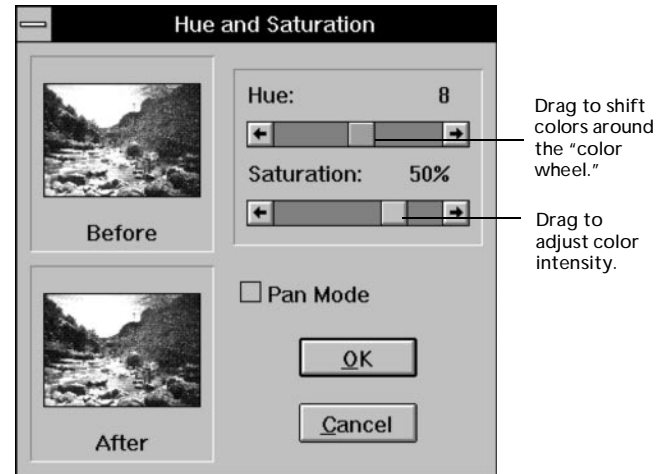 Hue and Saturation
Before
Hue: 8
Saturation: 50%
Drag to shift
colors around
the “color
wheel.”
Drag to
adjust color
intensity.
After
Pan Mode
OK
Cancel